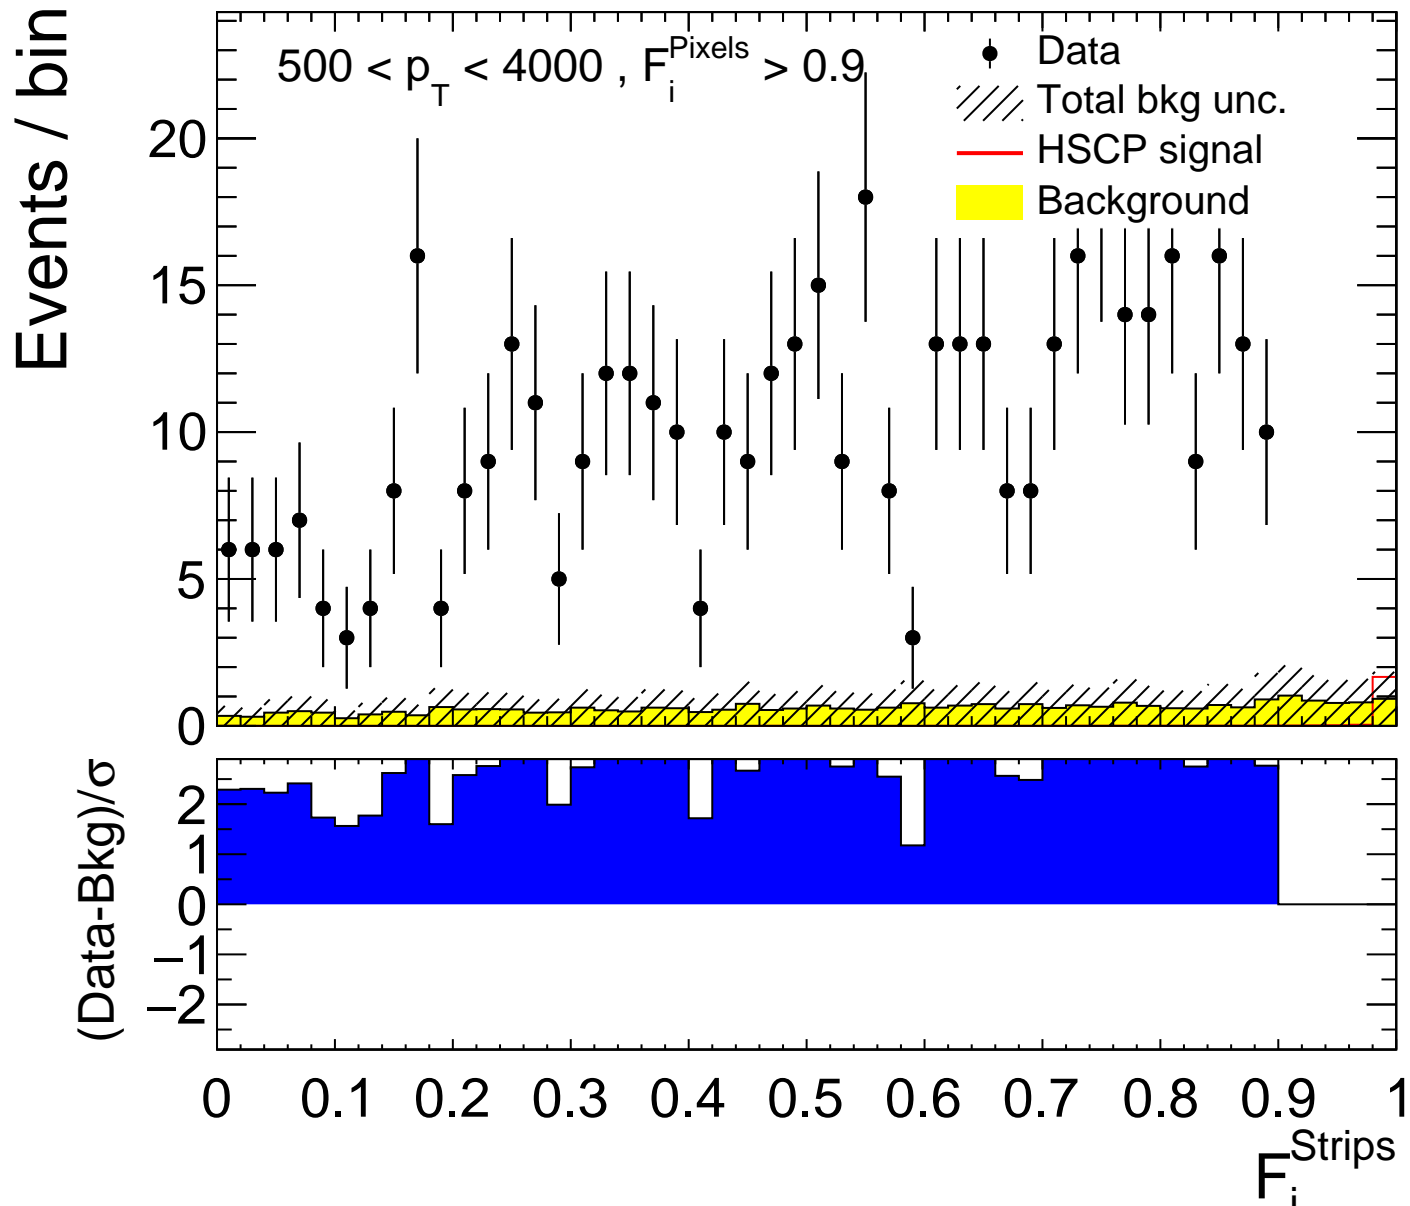 Events / bin
500 < p_T < 4000 , F_i^Pixels > 0.9
Data
Total bkg unc.
HSCP signal
Background
20
15
10
5
0
(Data-Bkg)/σ
2
1
0
−1
−2
0 0.1 0.2 0.3 0.4 0.5 0.6 0.7 0.8 0.9 1
F_i^Strips